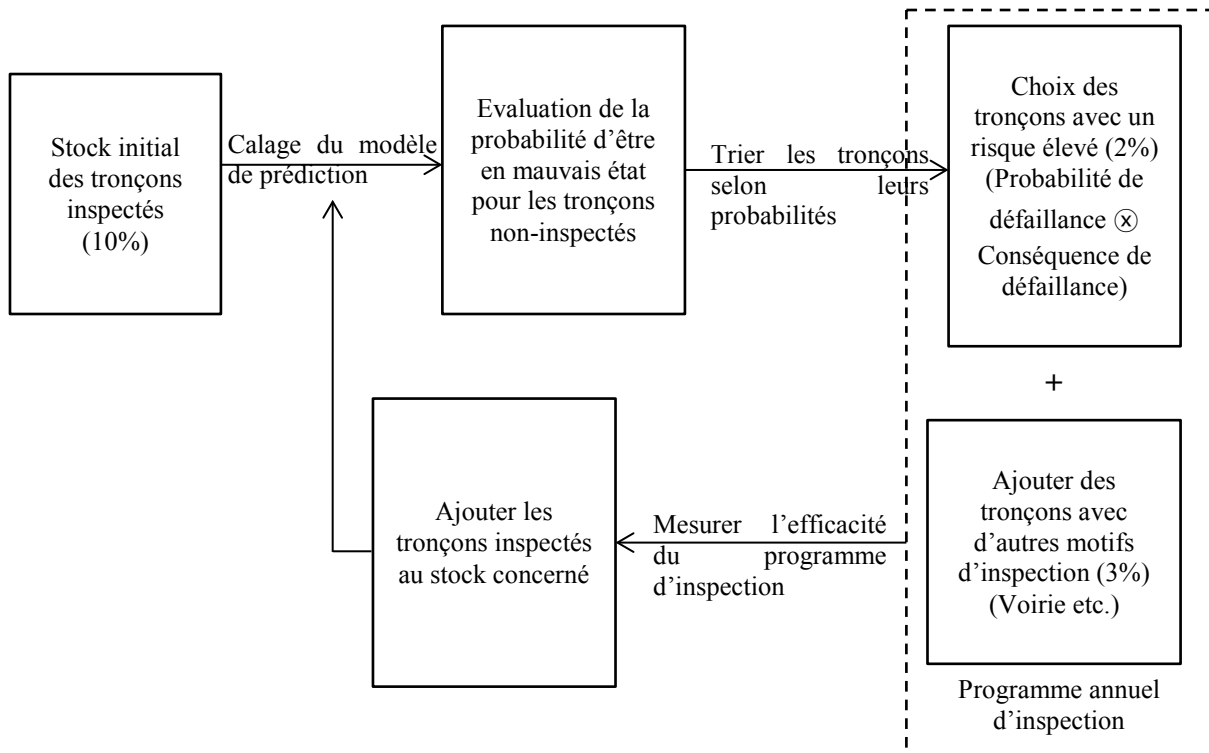 Stock initial
des tronçons
inspectés
(10%)
Calage du modèle
de prédiction
Evaluation de la
probabilité d’être
en mauvais état
pour les tronçons
non-inspectés
Trier les tronçons
selon leurs
probabilités
Choix des
tronçons avec un
risque élevé (2%)
(Probabilité de
défaillance ⓧ
Conséquence de
défaillance)
+
Ajouter des
tronçons avec
d’autres motifs
d’inspection (3%)
(Voirie etc.)
Programme annuel
d’inspection
Mesurer l’efficacité
du programme
d’inspection
Ajouter les
tronçons inspectés
au stock concerné